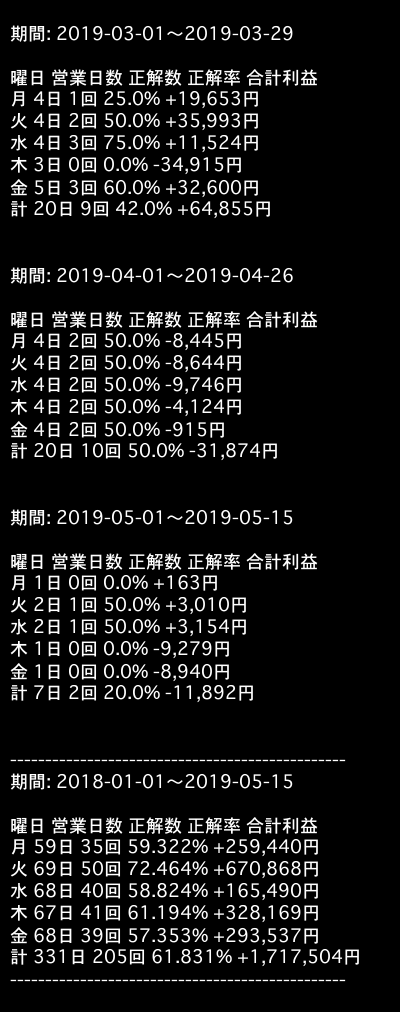 期間: 2019-03-01〜2019-03-29
曜日 営業日数 正解数 正解率 合計利益
月 4日 1回 25.0% +19,653円
火 4日 2回 50.0% +35,993円
水 4日 3回 75.0% +11,524円
木 3日 0回 0.0% -34,915円
金 5日 3回 60.0% +32,600円
計 20日 9回 42.0% +64,855円
期間: 2019-04-01〜2019-04-26
曜日 営業日数 正解数 正解率 合計利益
月 4日 2回 50.0% -8,445円
火 4日 2回 50.0% -8,644円
水 4日 2回 50.0% -9,746円
木 4日 2回 50.0% -4,124円
金 4日 2回 50.0% -915円
計 20日 10回 50.0% -31,874円
期間: 2019-05-01〜2019-05-15
曜日 営業日数 正解数 正解率 合計利益
月 1日 0回 0.0% +163円
火 2日 1回 50.0% +3,010円
水 2日 1回 50.0% +3,154円
木 1日 0回 0.0% -9,279円
金 1日 0回 0.0% -8,940円
計 7日 2回 20.0% -11,892円
------------------------------------------------
期間: 2018-01-01〜2019-05-15
曜日 営業日数 正解数 正解率 合計利益
月 59日 35回 59.322% +259,440円
火 69日 50回 72.464% +670,868円
水 68日 40回 58.824% +165,490円
木 67日 41回 61.194% +328,169円
金 68日 39回 57.353% +293,537円
計 331日 205回 61.831% +1,717,504円
------------------------------------------------